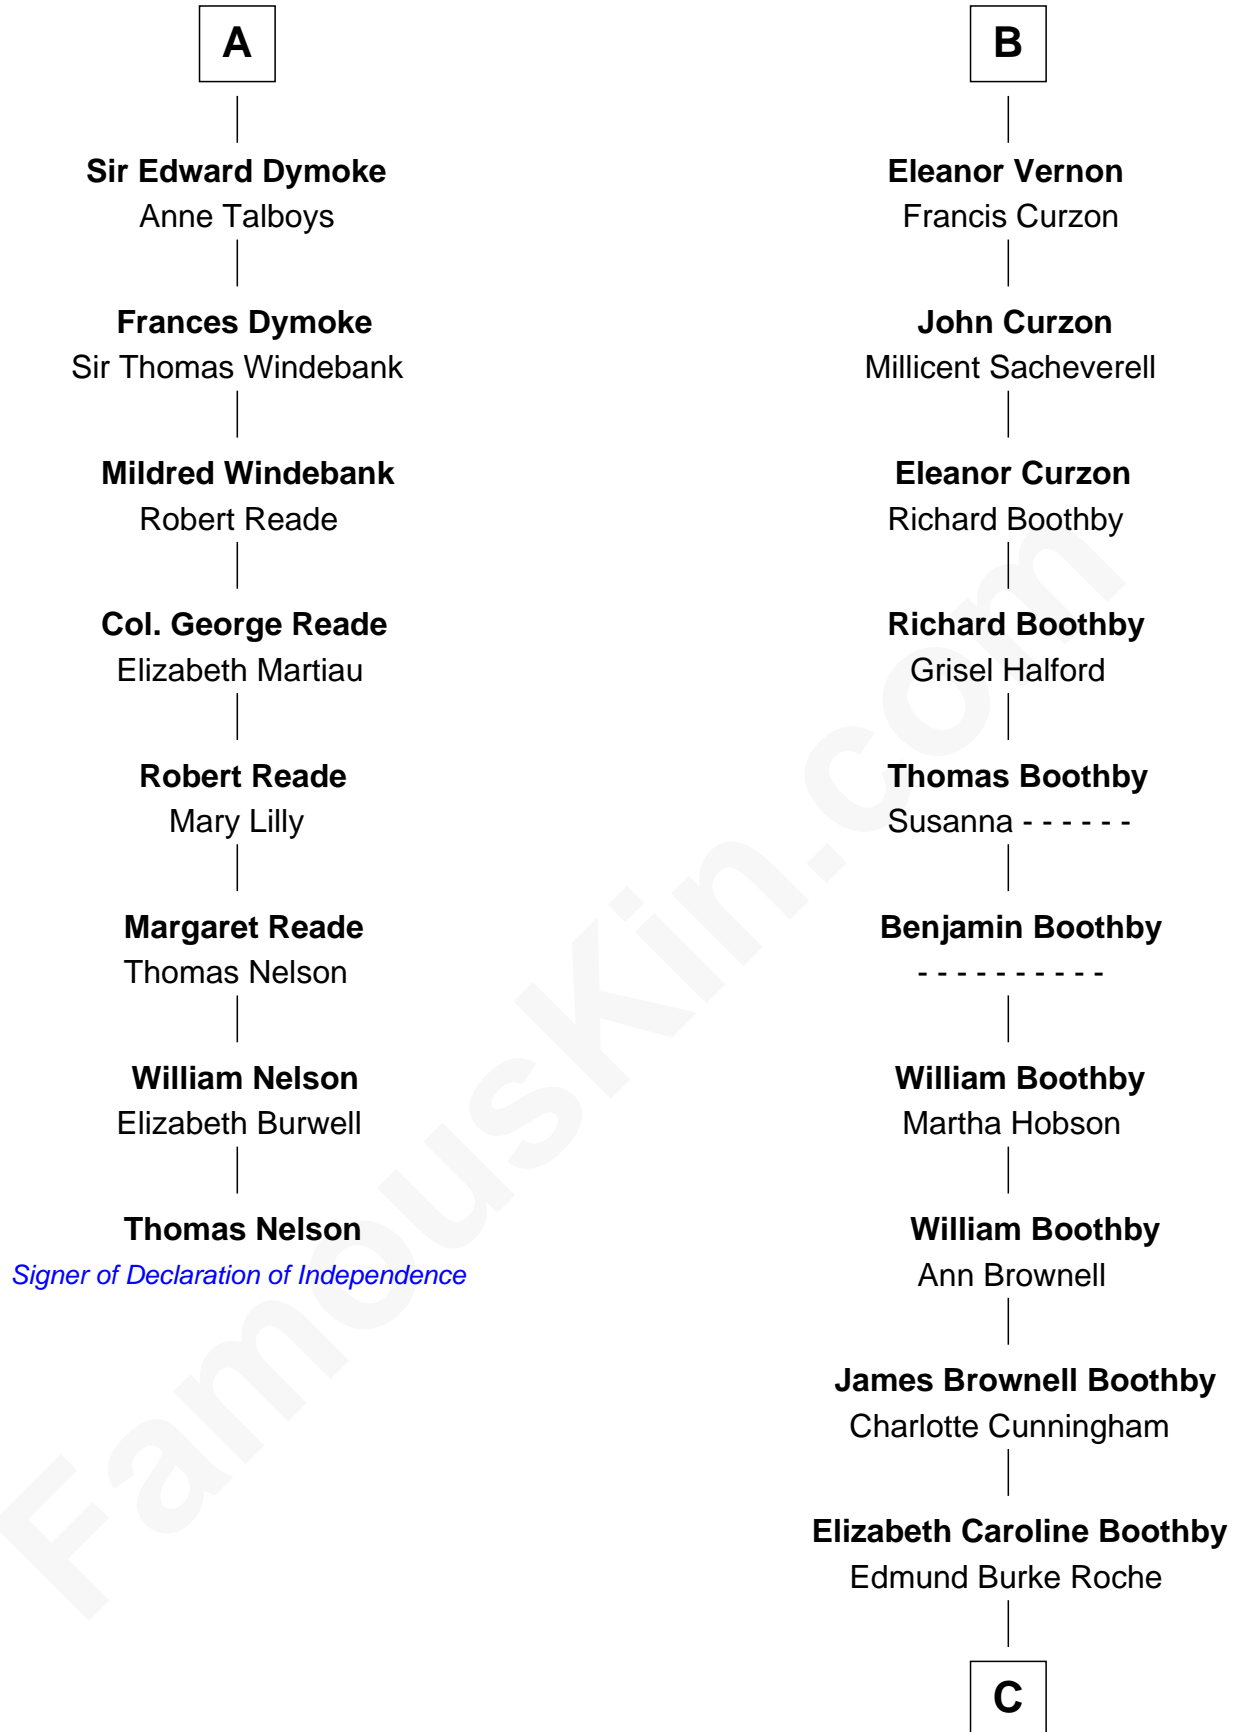 A
Sir Edward Dymoke
Anne Talboys
Frances Dymoke
Sir Thomas Windebank
Mildred Windebank
Robert Reade
Col. George Reade
Elizabeth Martiau
Robert Reade
Mary Lilly
Margaret Reade
Thomas Nelson
William Nelson
Elizabeth Burwell
Thomas Nelson
Signer of Declaration of Independence
B
Eleanor Vernon
Francis Curzon
John Curzon
Millicent Sacheverell
Eleanor Curzon
Richard Boothby
Richard Boothby
Grisel Halford
Thomas Boothby
Susanna - - - - - -
Benjamin Boothby
- - - - - - - - - -
William Boothby
Martha Hobson
William Boothby
Ann Brownell
James Brownell Boothby
Charlotte Cunningham
Elizabeth Caroline Boothby
Edmund Burke Roche
C
FamousKin.com